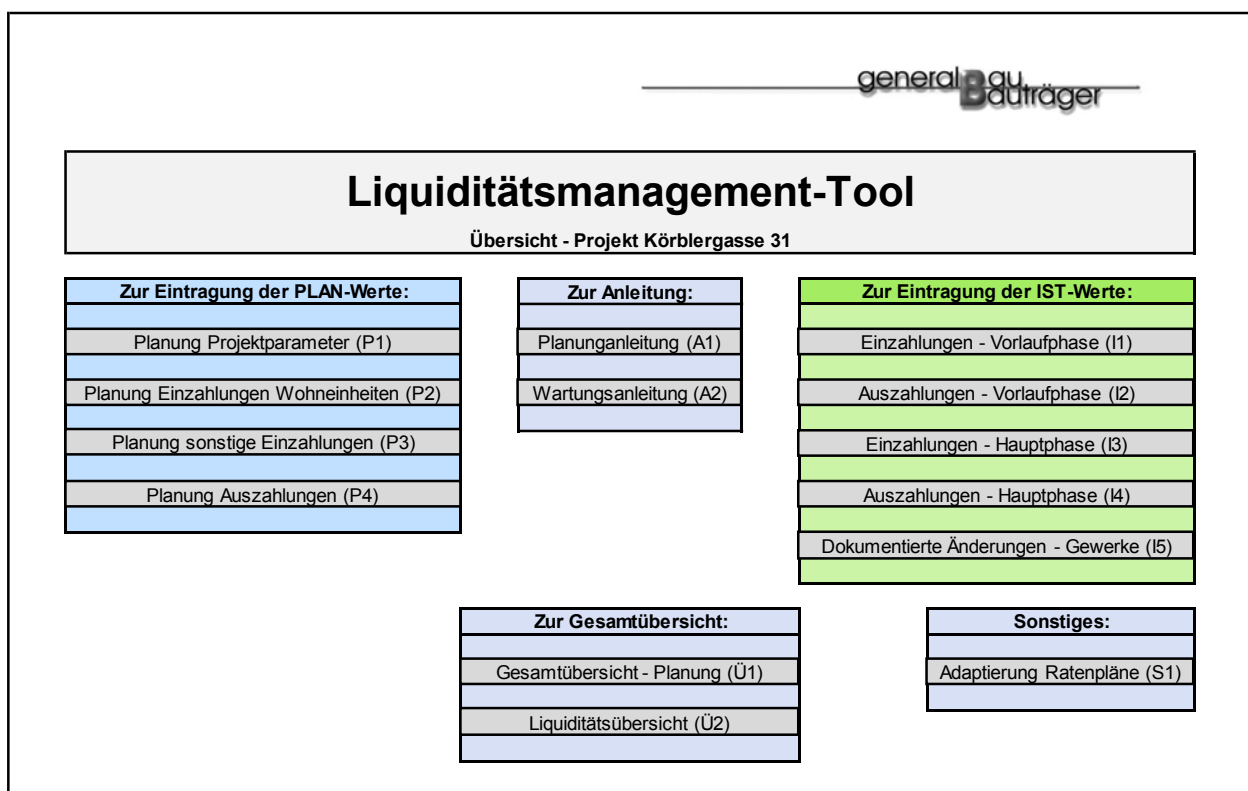 generalBau
Bauträger
Liquiditätsmanagement-Tool
Übersicht - Projekt Körblergasse 31
Zur Eintragung der PLAN-Werte:
Planung Projektparameter (P1)
Planung Einzahlungen Wohneinheiten (P2)
Planung sonstige Einzahlungen (P3)
Planung Auszahlungen (P4)
Zur Anleitung:
Planunganleitung (A1)
Wartungsanleitung (A2)
Zur Eintragung der IST-Werte:
Einzahlungen - Vorlaufphase (I1)
Auszahlungen - Vorlaufphase (I2)
Einzahlungen - Hauptphase (I3)
Auszahlungen - Hauptphase (I4)
Dokumentierte Änderungen - Gewerke (I5)
Zur Gesamtübersicht:
Gesamtübersicht - Planung (Ü1)
Liquiditätsübersicht (Ü2)
Sonstiges:
Adaptierung Ratenpläne (S1)